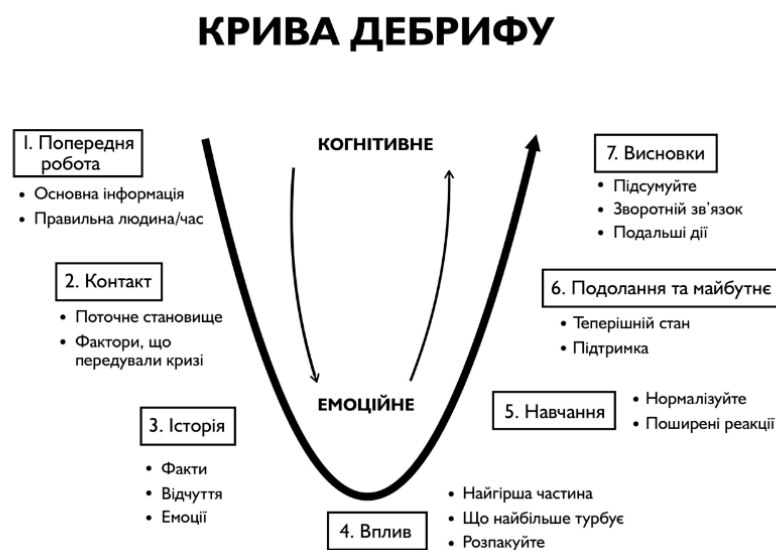 КРИВА ДЕБРИФУ
1. Попередня
робота
• Основна інформація
• Правильна людина/час
2. Контакт
• Поточне становище
• Фактори, що
передували кризі
3. Історія
• Факти
• Відчуття
• Емоції
КОГНІТИВНЕ
ЕМОЦІЙНЕ
4. Вплив
• Найгірша частина
• Що найбільше турбує
• Розпакуйте
5. Навчання
• Нормалізуйте
• Поширені реакції
6. Подолання та майбутнє
• Теперішній стан
• Підтримка
7. Висновки
• Підсумуйте
• Зворотній зв'язок
• Подальші дії